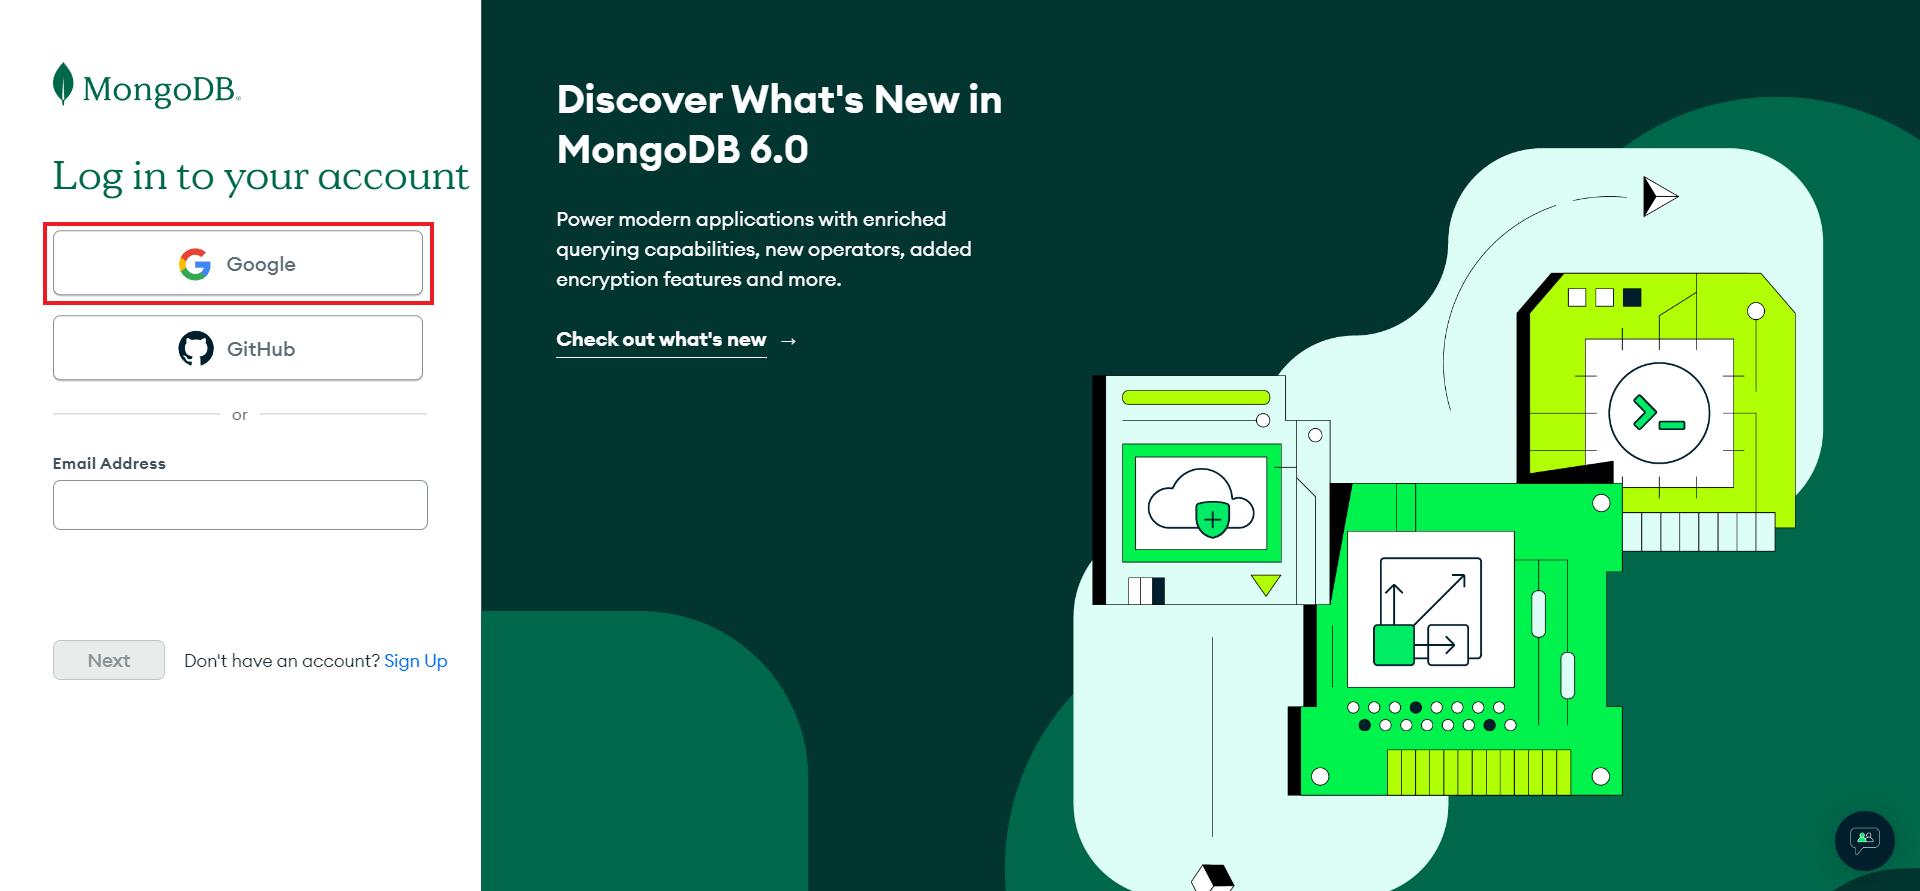 MongoDB®
Log in to your account
Google
GitHub
or
Email Address
Next
Don't have an account? Sign Up
Discover What's New in
MongoDB 6.0
Power modern applications with enriched
querying capabilities, new operators, added
encryption features and more.
Check out what's new →